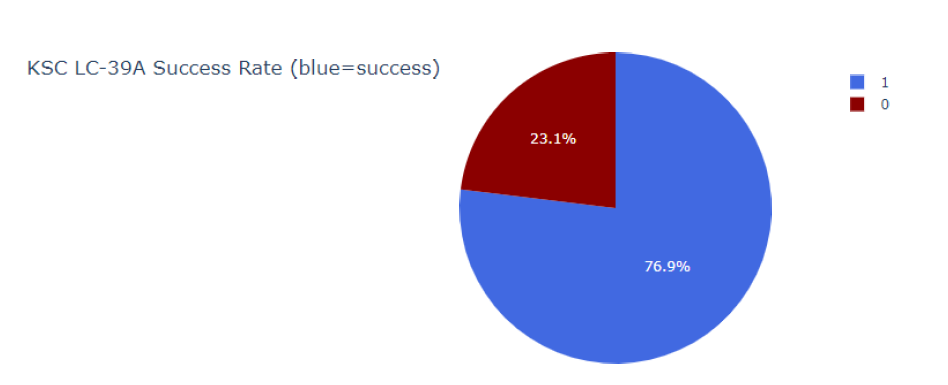 KSC LC-39A Success Rate (blue=success)
1
0
23.1%
76.9%